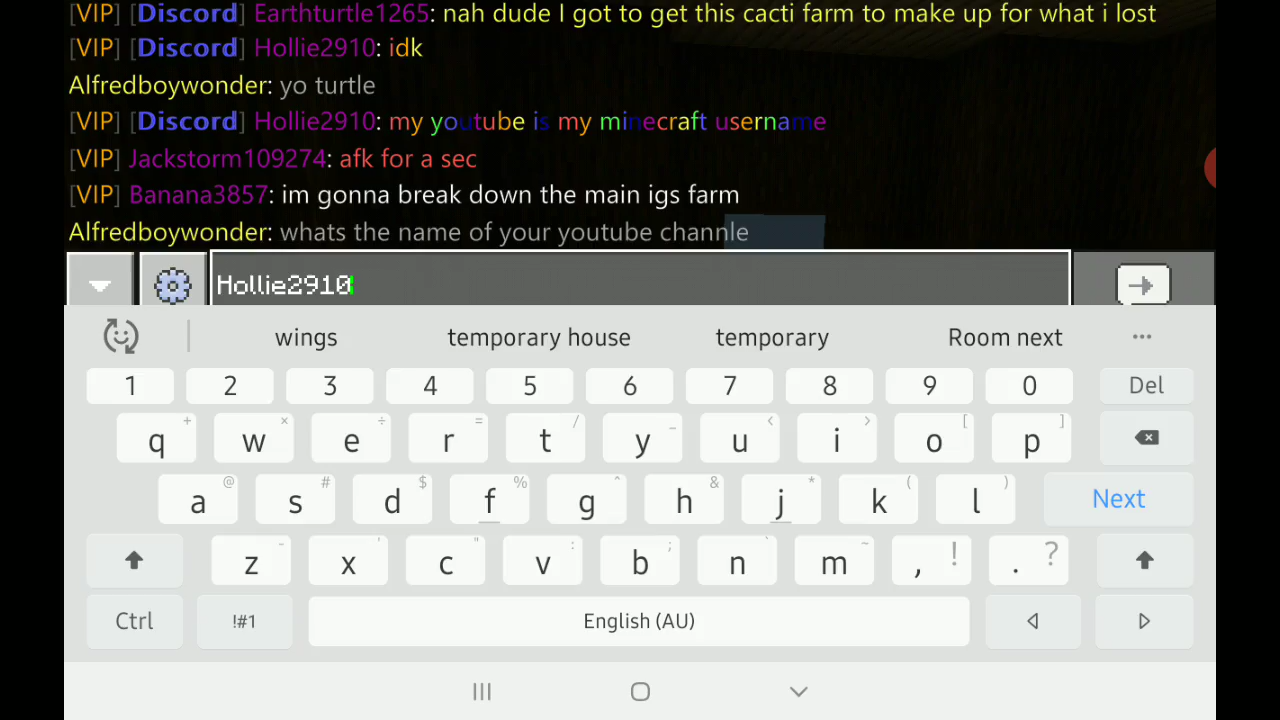 [VIP] [Discord] Earthturtle1265: nah dude I got to get this cacti farm to make up for what i lost
[VIP] [Discord] Hollie2910: idk
Alfredboywonder: yo turtle
[VIP] [Discord] Hollie2910: my youtube is my minecraft username
[VIP] Jackstorm109274: afk for a sec
[VIP] Banana3857: im gonna break down the main igs farm
Alfredboywonder: whats the name of your youtube channle
Hollie2910
wings temporary house temporary Room next ...
1 2 3 4 5 6 7 8 9 0 Del
+ × ÷ = / _ < > [ ]
q w e r t y u i o p
@ # $ % ^ & * ( )
a s d f g h j k l Next
- ' " : ; ` ~ ! ?
z x c v b n m , .
Ctrl !#1 English (AU)